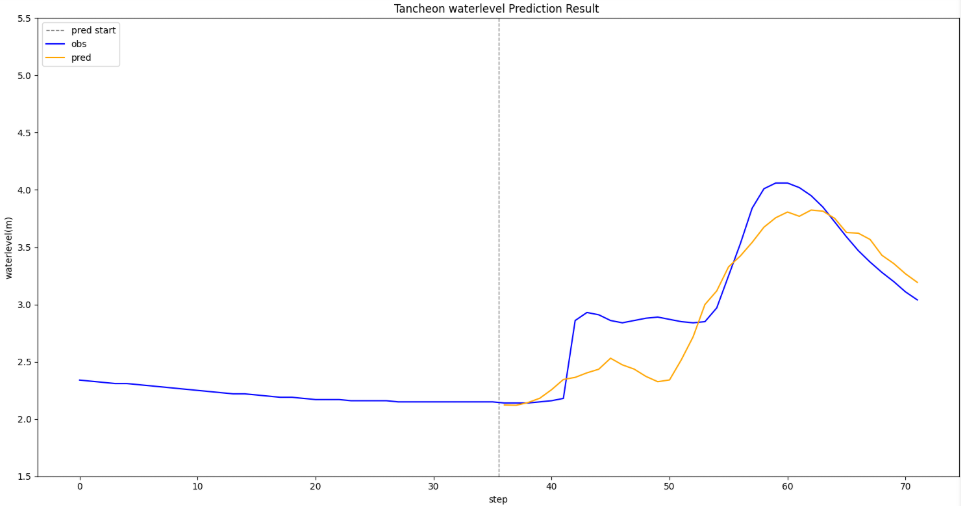 Tancheon waterlevel Prediction Result
pred start
obs
pred
5.5
5.0
4.5
4.0
3.5
3.0
2.5
2.0
1.5
waterlevel(m)
0 10 20 30 40 50 60 70
step